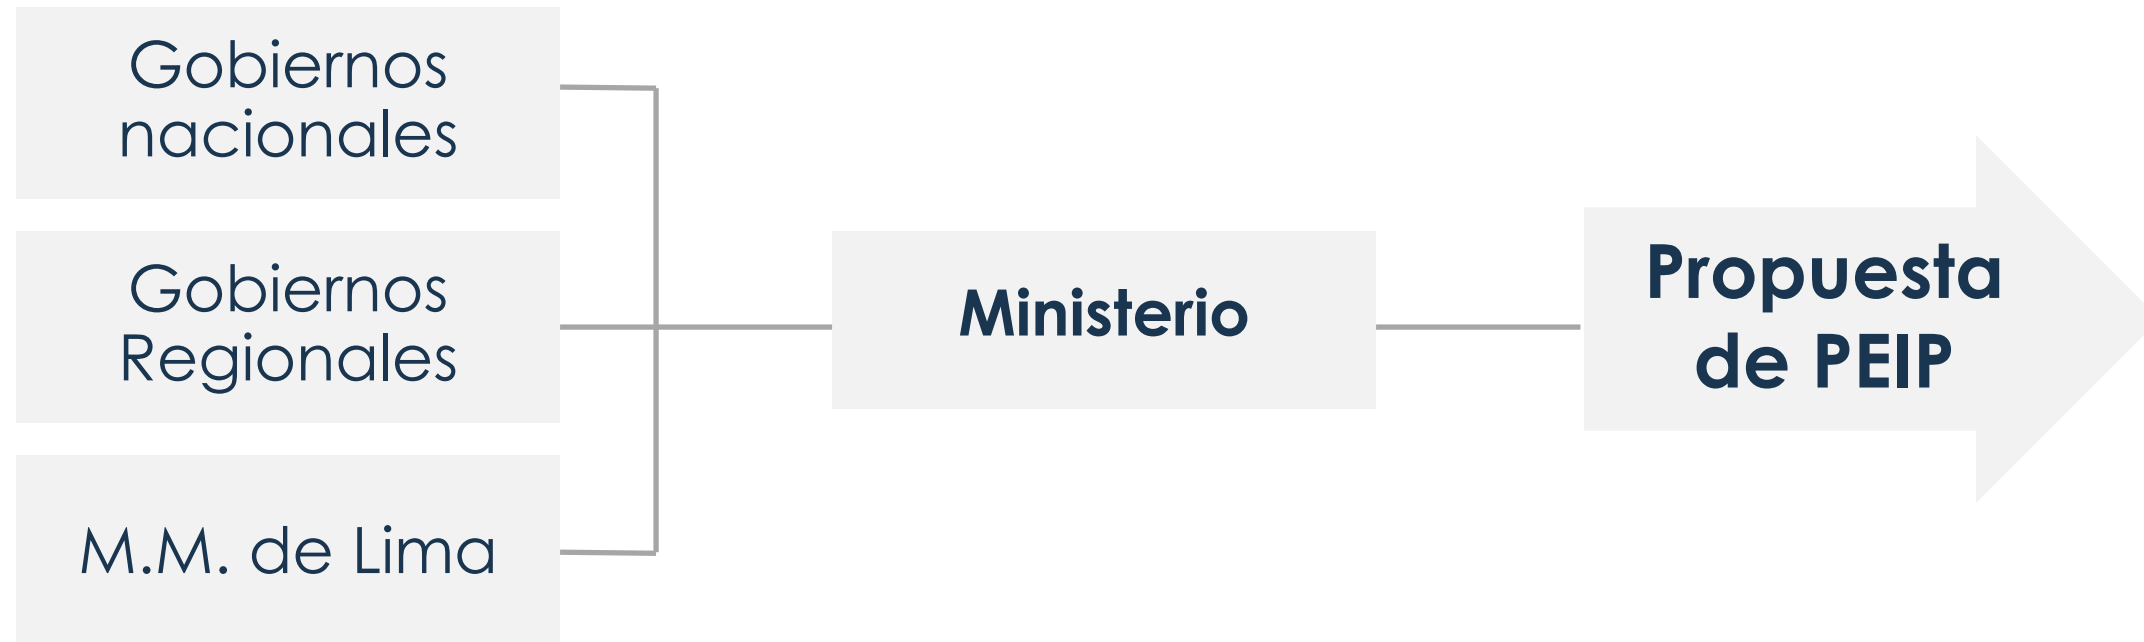 Gobiernos
nacionales
Gobiernos
Regionales
M.M. de Lima
Ministerio
Propuesta
de PEIP